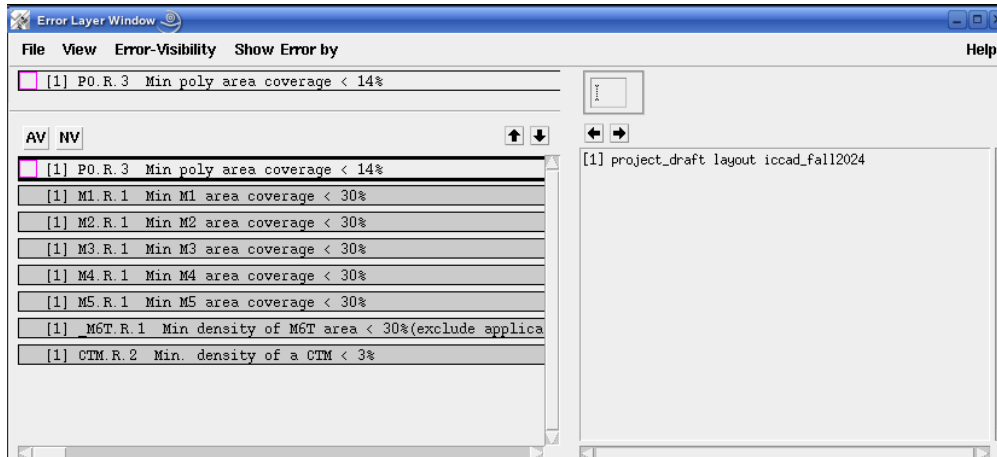 Error Layer Window
File View Error-Visibility Show Error by Help
[1] PO.R.3 Min poly area coverage < 14%
AV NV
[1] PO.R.3 Min poly area coverage < 14%
[1] M1.R.1 Min M1 area coverage < 30%
[1] M2.R.1 Min M2 area coverage < 30%
[1] M3.R.1 Min M3 area coverage < 30%
[1] M4.R.1 Min M4 area coverage < 30%
[1] M5.R.1 Min M5 area coverage < 30%
[1] _M6T.R.1 Min density of M6T area < 30%(exclude applica
[1] CTM.R.2 Min. density of a CTM < 3%
[1] project_draft layout iccad_fall2024